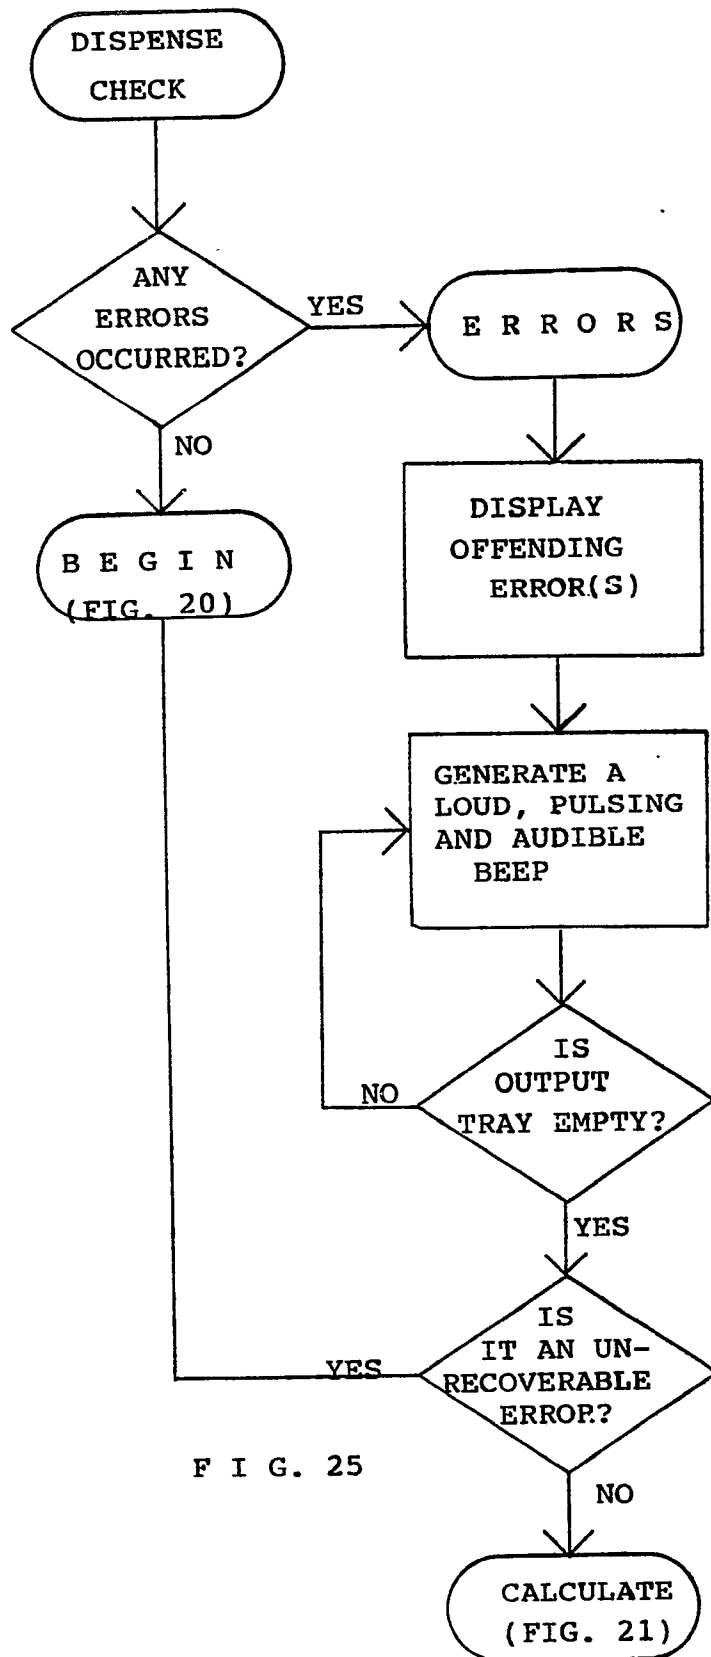 DISPENSE
CHECK
ANY
ERRORS
OCCURRED?
YES
E R R O R S
NO
B E G I N
(FIG. 20)
DISPLAY
OFFENDING
ERROR(S)
GENERATE A
LOUD, PULSING
AND AUDIBLE
BEEP
IS
OUTPUT
TRAY EMPTY?
NO
YES
IS
IT AN UN-
RECOVERABLE
ERROR?
YES
F I G. 25
NO
CALCULATE
(FIG. 21)